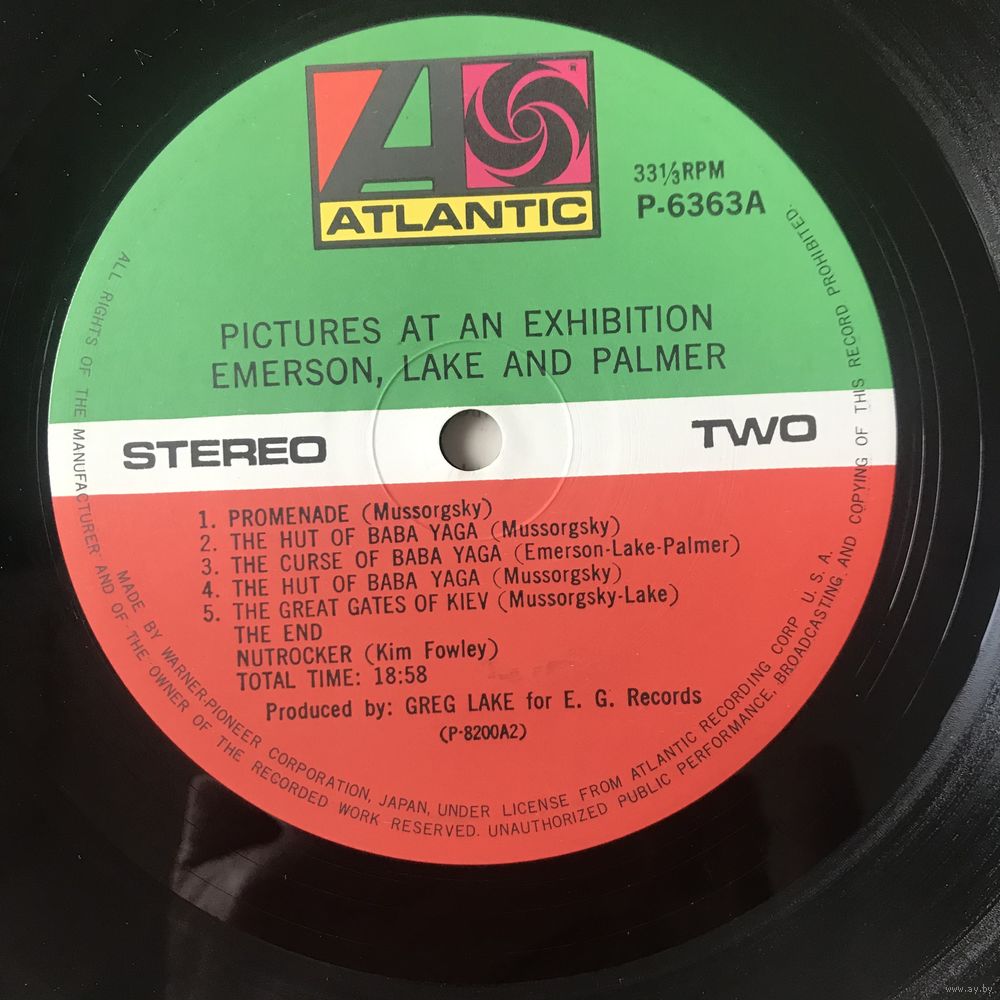 ATLANTIC
®
33⅓RPM
P-6363A
PICTURES AT AN EXHIBITION
EMERSON, LAKE AND PALMER
STEREO
TWO
1. PROMENADE (Mussorgsky)
2. THE HUT OF BABA YAGA (Mussorgsky)
3. THE CURSE OF BABA YAGA (Emerson-Lake-Palmer)
4. THE HUT OF BABA YAGA (Mussorgsky)
5. THE GREAT GATES OF KIEV (Mussorgsky-Lake)
THE END
NUTROCKER (Kim Fowley)
TOTAL TIME: 18:58
Produced by: GREG LAKE for E. G. Records
(P-8200A2)
MADE BY WARNER-PIONEER CORPORATION, JAPAN, UNDER LICENSE FROM ATLANTIC RECORDING CORP U. S. A.
ALL RIGHTS OF THE MANUFACTURER AND OF THE OWNER OF THE RECORDED WORK RESERVED. UNAUTHORIZED PUBLIC PERFORMANCE, BROADCASTING AND COPYING OF THIS RECORD PROHIBITED.
www.ay.by